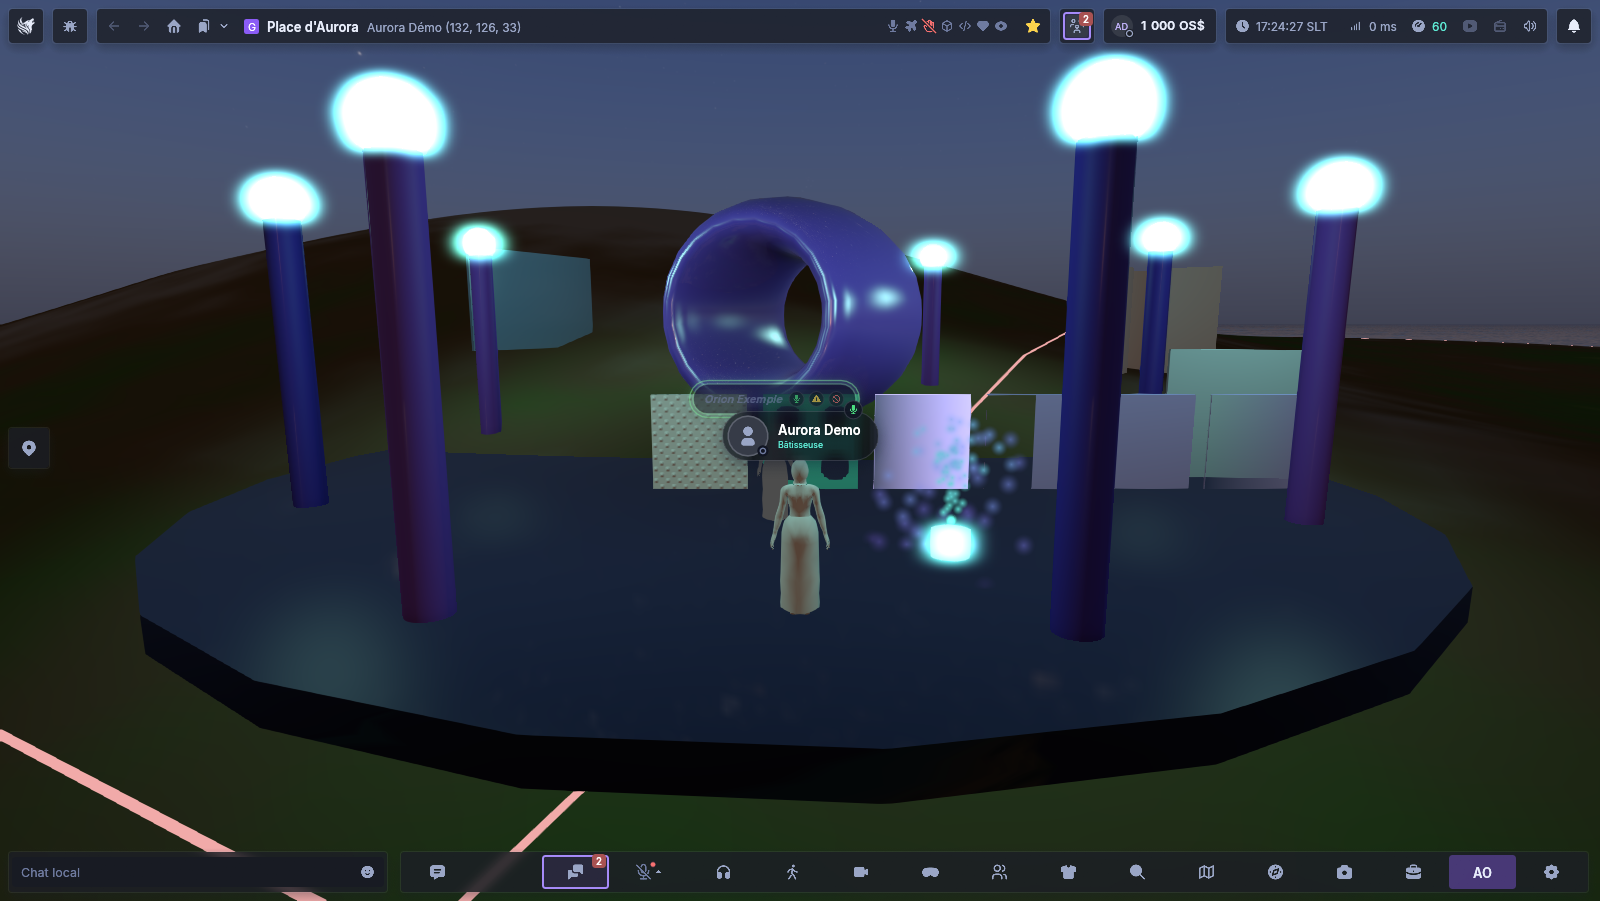 G Place d'Aurora Aurora Démo (132, 126, 33)
2
AD 1 000 OS$
17:24:27 SLT 0 ms 60
Orion Exemple
Aurora Demo
Bâtisseuse
Chat local
2
AO